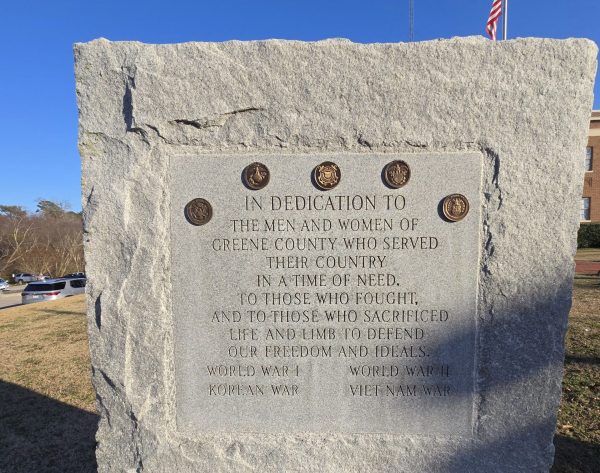 IN DEDICATION TO
THE MEN AND WOMEN OF
GREENE COUNTY WHO SERVED
THEIR COUNTRY
IN A TIME OF NEED,
TO THOSE WHO FOUGHT,
AND TO THOSE WHO SACRIFICED
LIFE AND LIMB TO DEFEND
OUR FREEDOM AND IDEALS.
WORLD WAR I WORLD WAR II
KOREAN WAR VIETNAM WAR